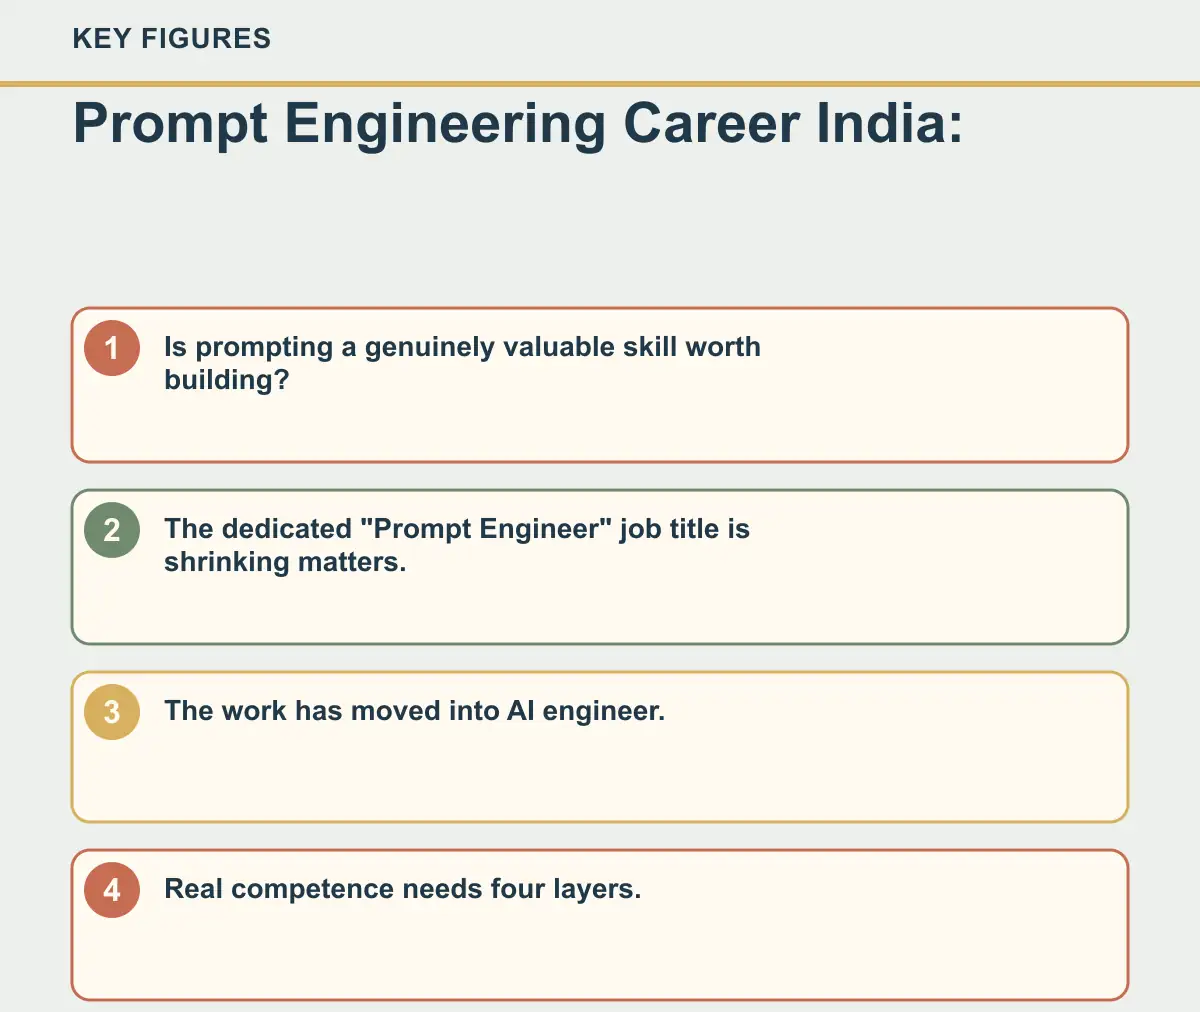 KEY FIGURES
Prompt Engineering Career India:
1
Is prompting a genuinely valuable skill worth
building?
2
The dedicated "Prompt Engineer" job title is
shrinking matters.
3
The work has moved into AI engineer.
4
Real competence needs four layers.